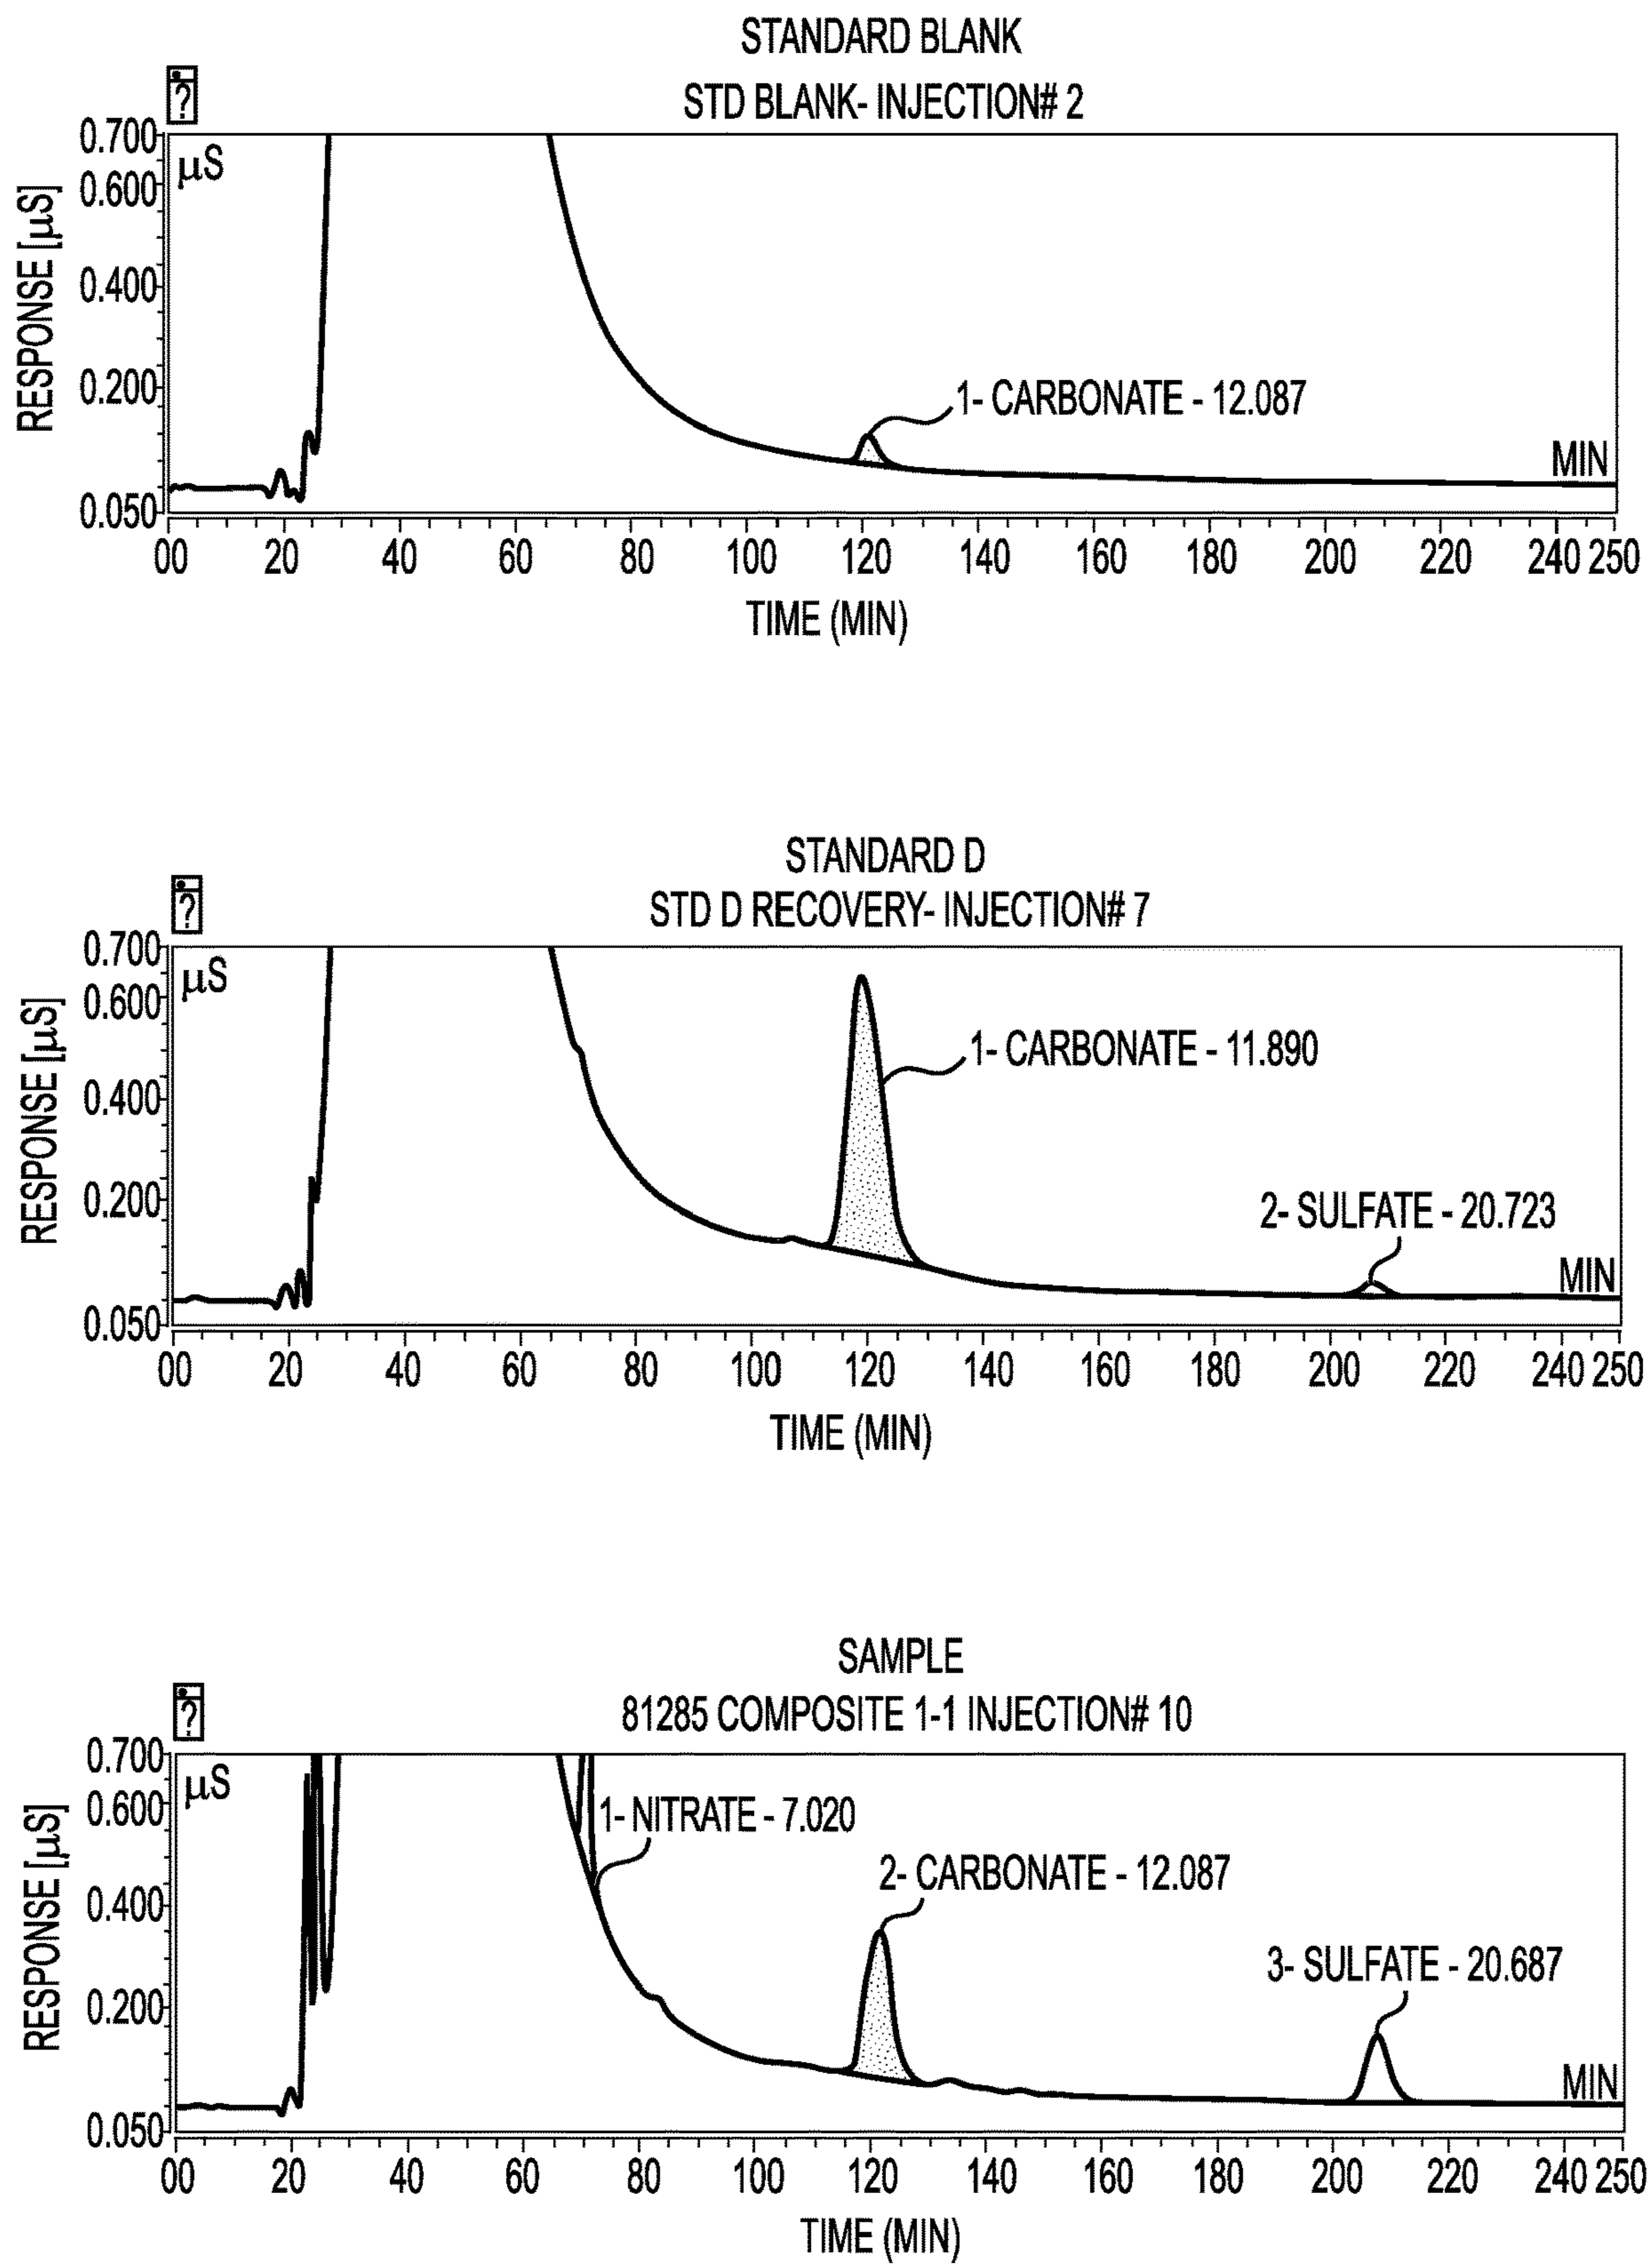 STANDARD BLANK
STD BLANK- INJECTION# 2
?
0.700
µS
0.600
0.400
0.200
0.050
RESPONSE [µS]
1- CARBONATE - 12.087
MIN
00 20 40 60 80 100 120 140 160 180 200 220 240 250
TIME (MIN)
STANDARD D
STD D RECOVERY- INJECTION# 7
?
0.700
µS
0.600
0.400
0.200
0.050
RESPONSE [µS]
1- CARBONATE - 11.890
2- SULFATE - 20.723
MIN
00 20 40 60 80 100 120 140 160 180 200 220 240 250
TIME (MIN)
SAMPLE
81285 COMPOSITE 1-1 INJECTION# 10
?
0.700
µS
0.600
0.400
0.200
0.050
RESPONSE [µS]
1- NITRATE - 7.020
2- CARBONATE - 12.087
3- SULFATE - 20.687
MIN
00 20 40 60 80 100 120 140 160 180 200 220 240 250
TIME (MIN)